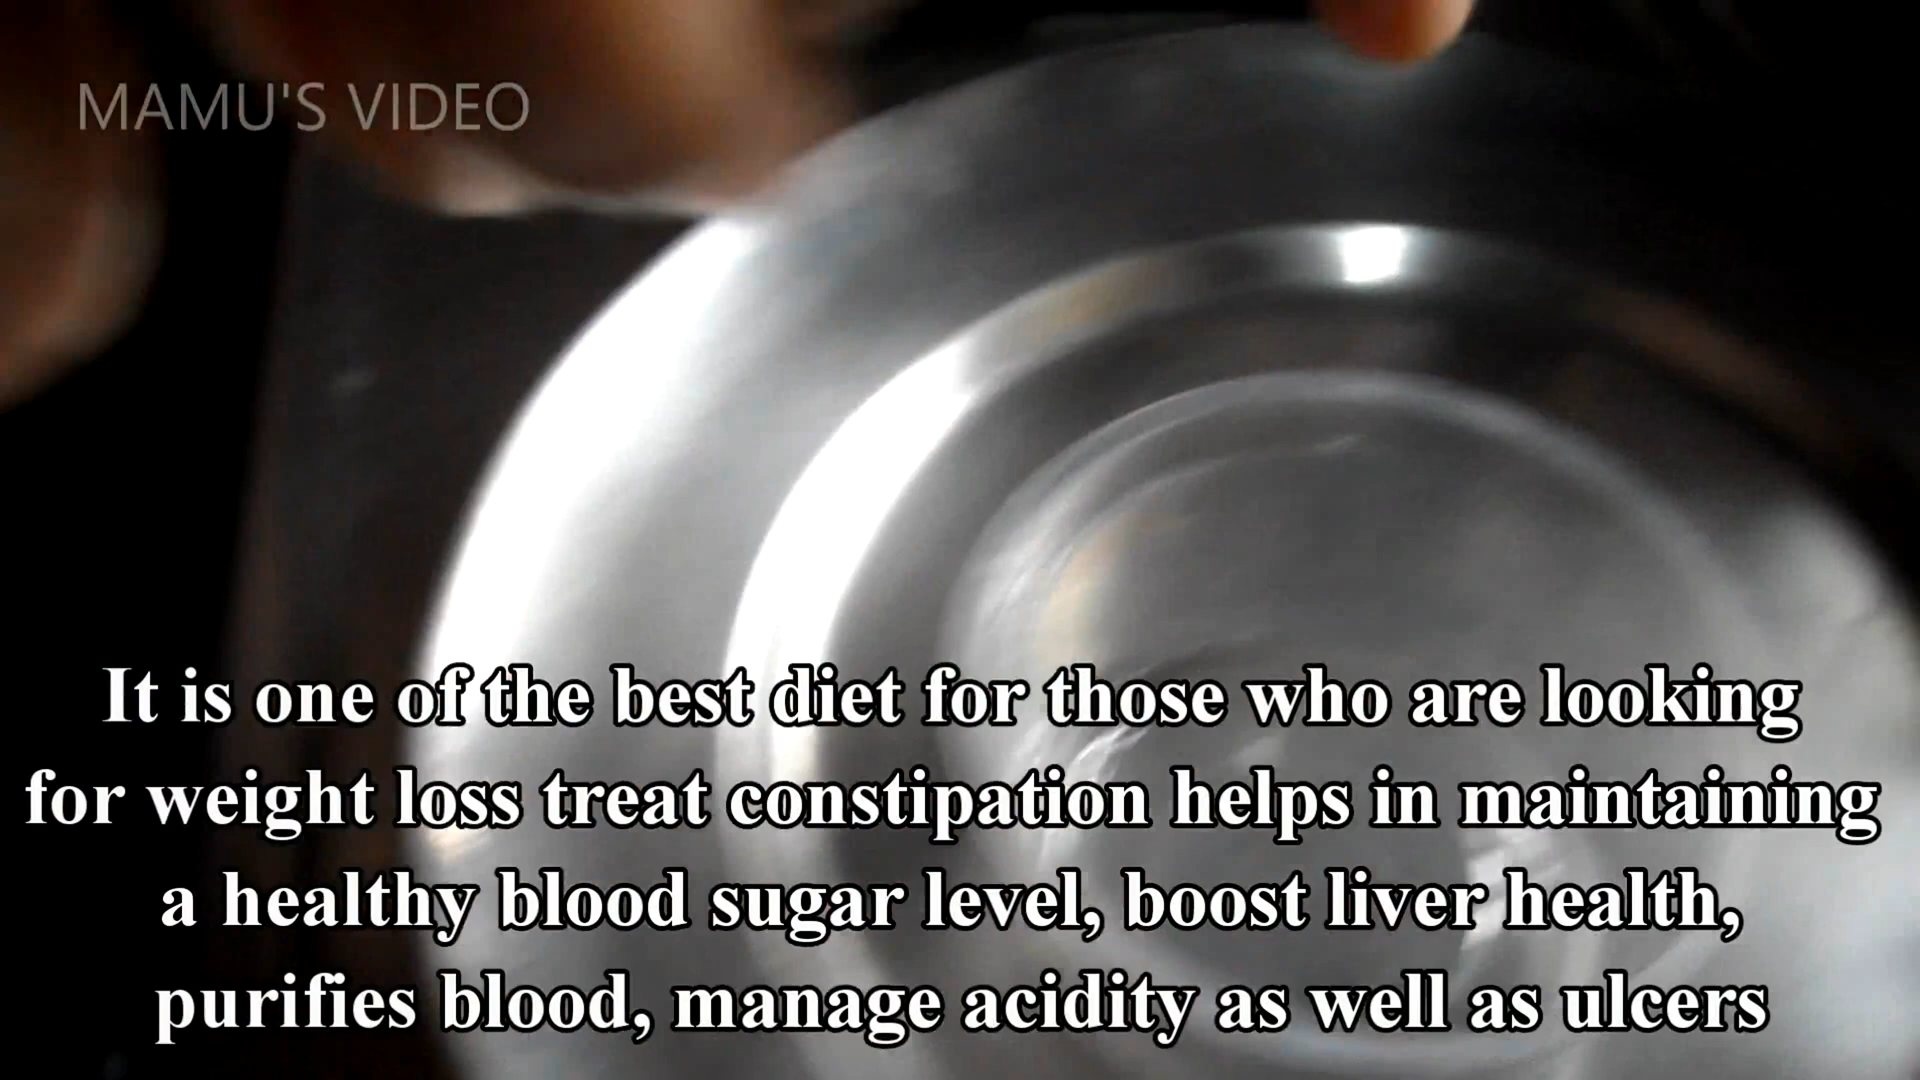 MAMU'S VIDEO
It is one of the best diet for those who are looking
for weight loss treat constipation helps in maintaining
a healthy blood sugar level, boost liver health,
purifies blood, manage acidity as well as ulcers